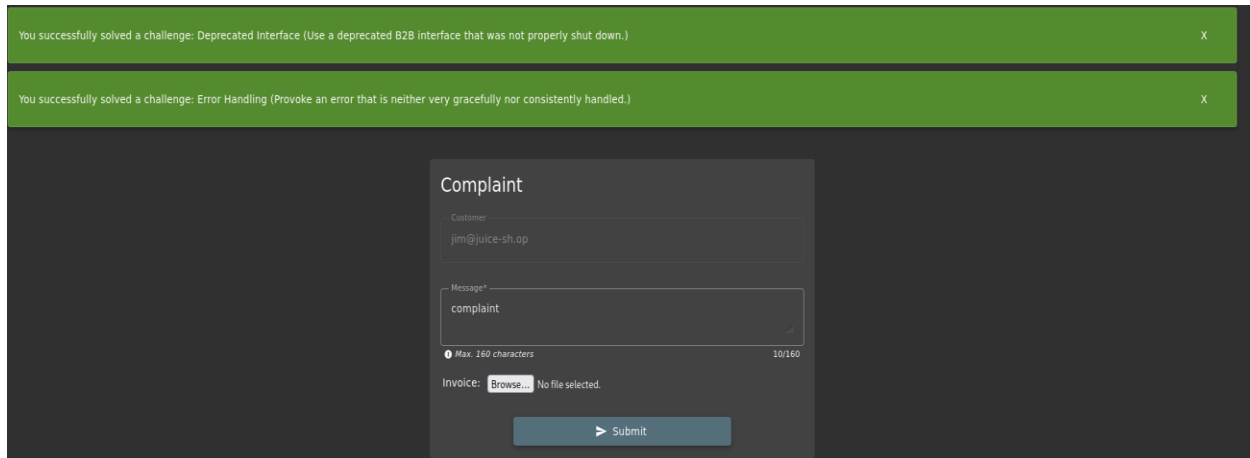 You successfully solved a challenge: Deprecated Interface (Use a deprecated B2B interface that was not properly shut down.) X
You successfully solved a challenge: Error Handling (Provoke an error that is neither very gracefully nor consistently handled.) X
Complaint
Customer
jim@juice-sh.op
Message*
complaint
Max. 160 characters 10/160
Invoice: Browse... No file selected.
Submit